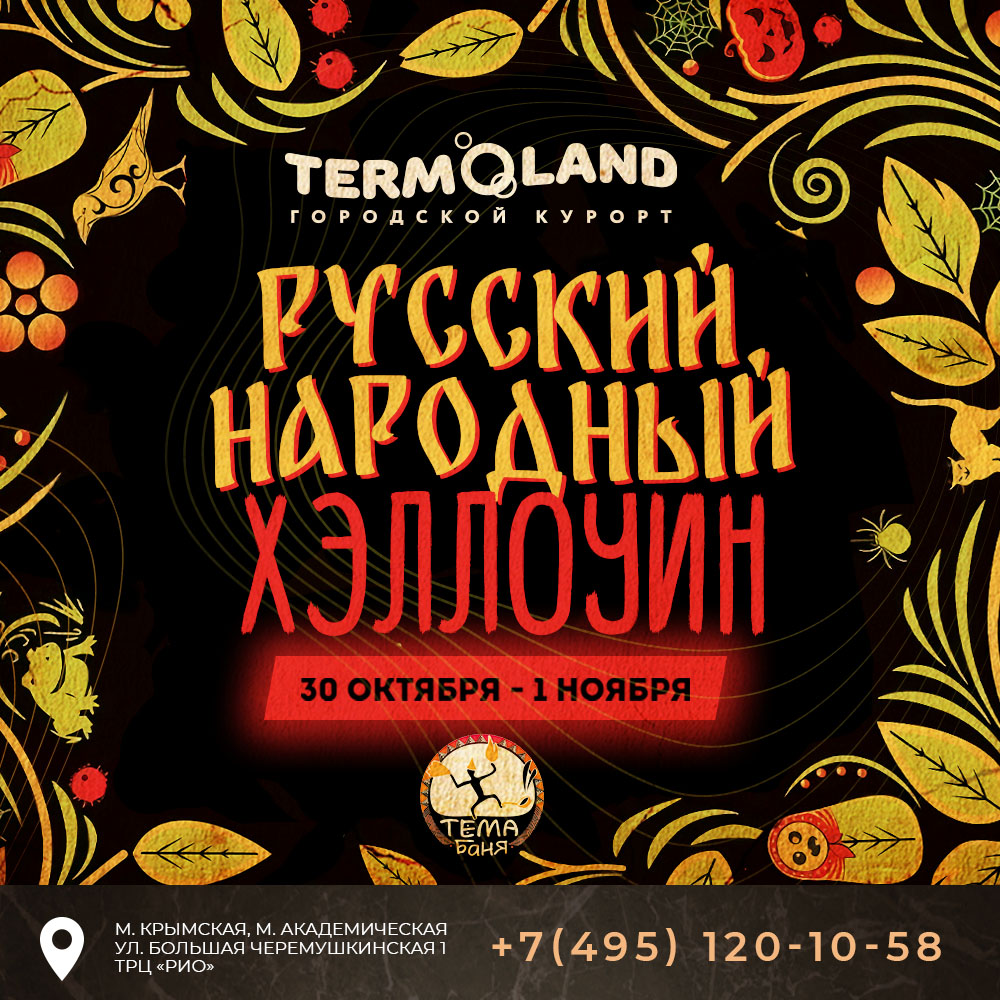 TERMOLAND
ГОРОДСКОЙ КУРОРТ
РУССКИЙ
НАРОДНЫЙ
ХЭЛЛОУИН
30 ОКТЯБРЯ - 1 НОЯБРЯ
ТЕМА
баня
М. КРЫМСКАЯ, М. АКАДЕМИЧЕСКАЯ
УЛ. БОЛЬШАЯ ЧЕРЕМУШКИНСКАЯ 1
ТРЦ «РИО»
+7(495) 120-10-58